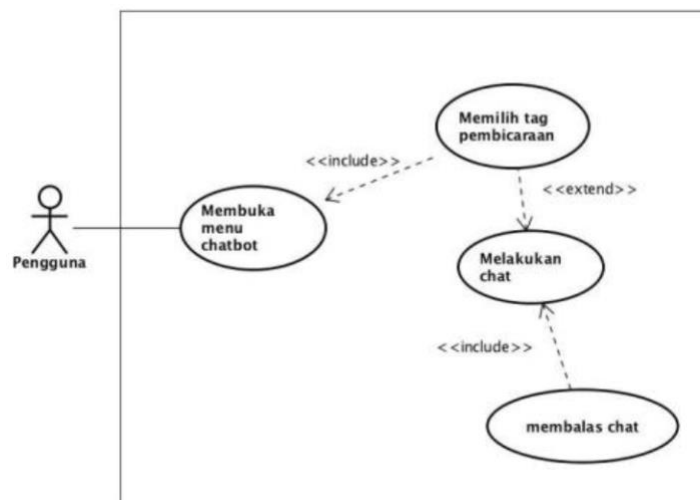 Memilih tag
pembicaraan
<<include>>
<<extend>>
Membuka
menu
chatbot
Pengguna
Melakukan
chat
<<include>>
membalas chat